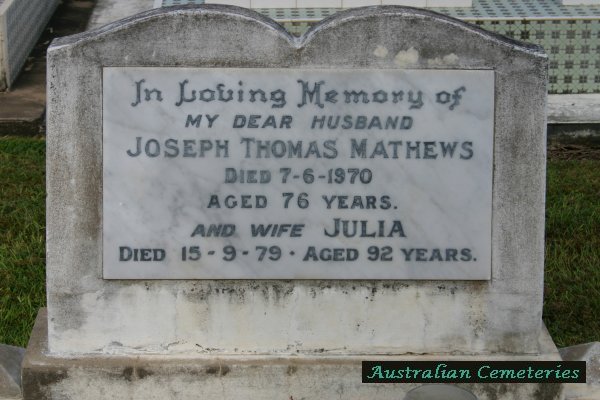 In Loving Memory of
MY DEAR HUSBAND
JOSEPH THOMAS MATHEWS
DIED 7-6-1970
AGED 76 YEARS.
AND WIFE JULIA
DIED 15-9-79 · AGED 92 YEARS.
Australian Cemeteries